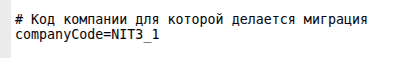 # Код компании для которой делается миграция
companyCode=NIT3_1